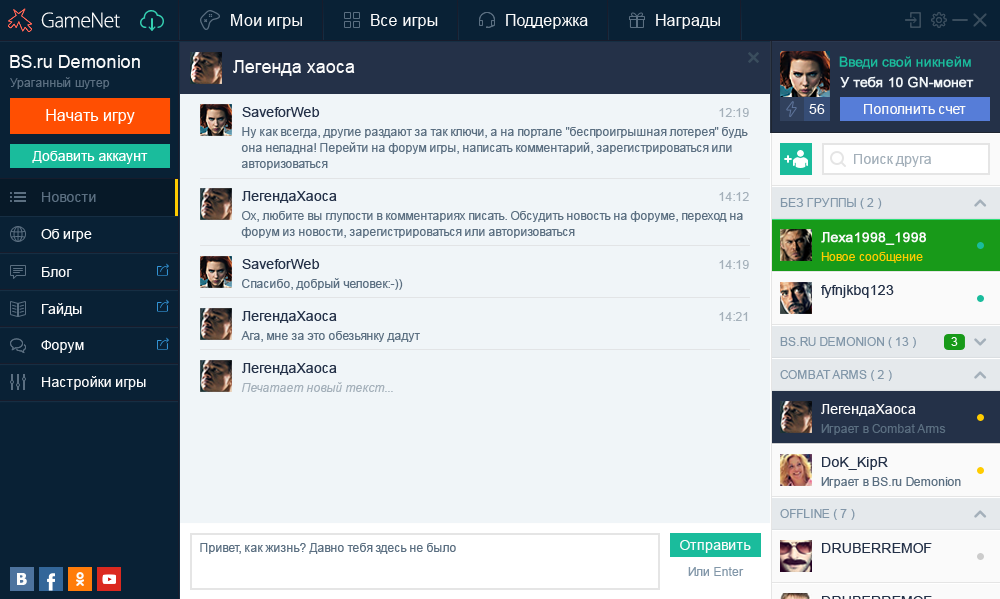 GameNet
Мои игры
Все игры
Поддержка
Награды
BS.ru Demonion
Ураганный шутер
Начать игру
Добавить аккаунт
Новости
Об игре
Блог
Гайды
Форум
Настройки игры
Легенда хаоса
SaveforWeb 12:19
Ну как всегда, другие раздают за так ключи, а на портале "беспроигрышная лотерея" будь
она неладна! Перейти на форум игры, написать комментарий, зарегистрироваться или
авторизоваться
ЛегендаХаоса 14:12
Ох, любите вы глупости в комментариях писать. Обсудить новость на форуме, переход на
форум из новости, зарегистрироваться или авторизоваться
SaveforWeb 14:19
Спасибо, добрый человек:-))
ЛегендаХаоса 14:21
Ага, мне за это обезьянку дадут
ЛегендаХаоса
Печатает новый текст...
Привет, как жизнь? Давно тебя здесь не было
Отправить
Или Enter
Введи свой никнейм
У тебя 10 GN-монет
56
Пополнить счет
Поиск друга
БЕЗ ГРУППЫ ( 2 )
Леха1998_1998
Новое сообщение
fyfnjkbq123
BS.RU DEMONION ( 13 ) 3
COMBAT ARMS ( 2 )
ЛегендаХаоса
Играет в Combat Arms
DoK_KipR
Играет в BS.ru Demonion
OFFLINE ( 7 )
DRUBERREMOF
DRUBERREMOF